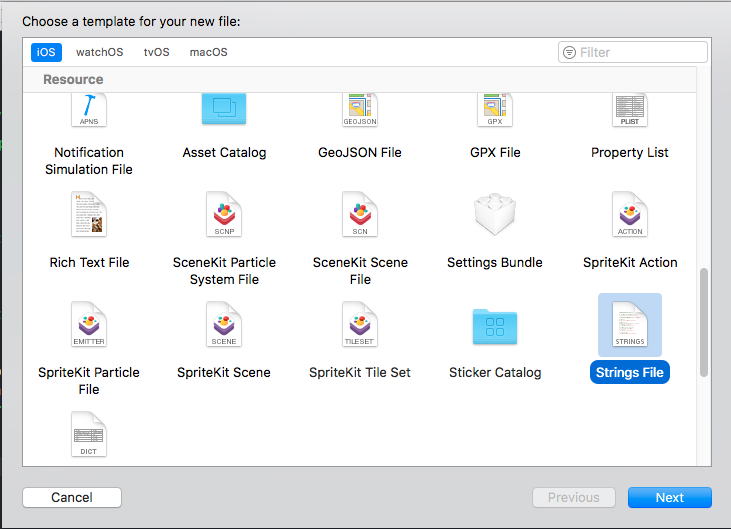 Choose a template for your new file:
iOS watchOS tvOS macOS Filter
Resource
APNS GEOJSON GPX PLIST
Notification Simulation File
Asset Catalog
GeoJSON File
GPX File
Property List
SCNP SCN ACTION
Rich Text File
SceneKit Particle System File
SceneKit Scene File
Settings Bundle
SpriteKit Action
EMITTER SCENE TILESET STRINGS
SpriteKit Particle File
SpriteKit Scene
SpriteKit Tile Set
Sticker Catalog
Strings File
DICT
Cancel Previous Next